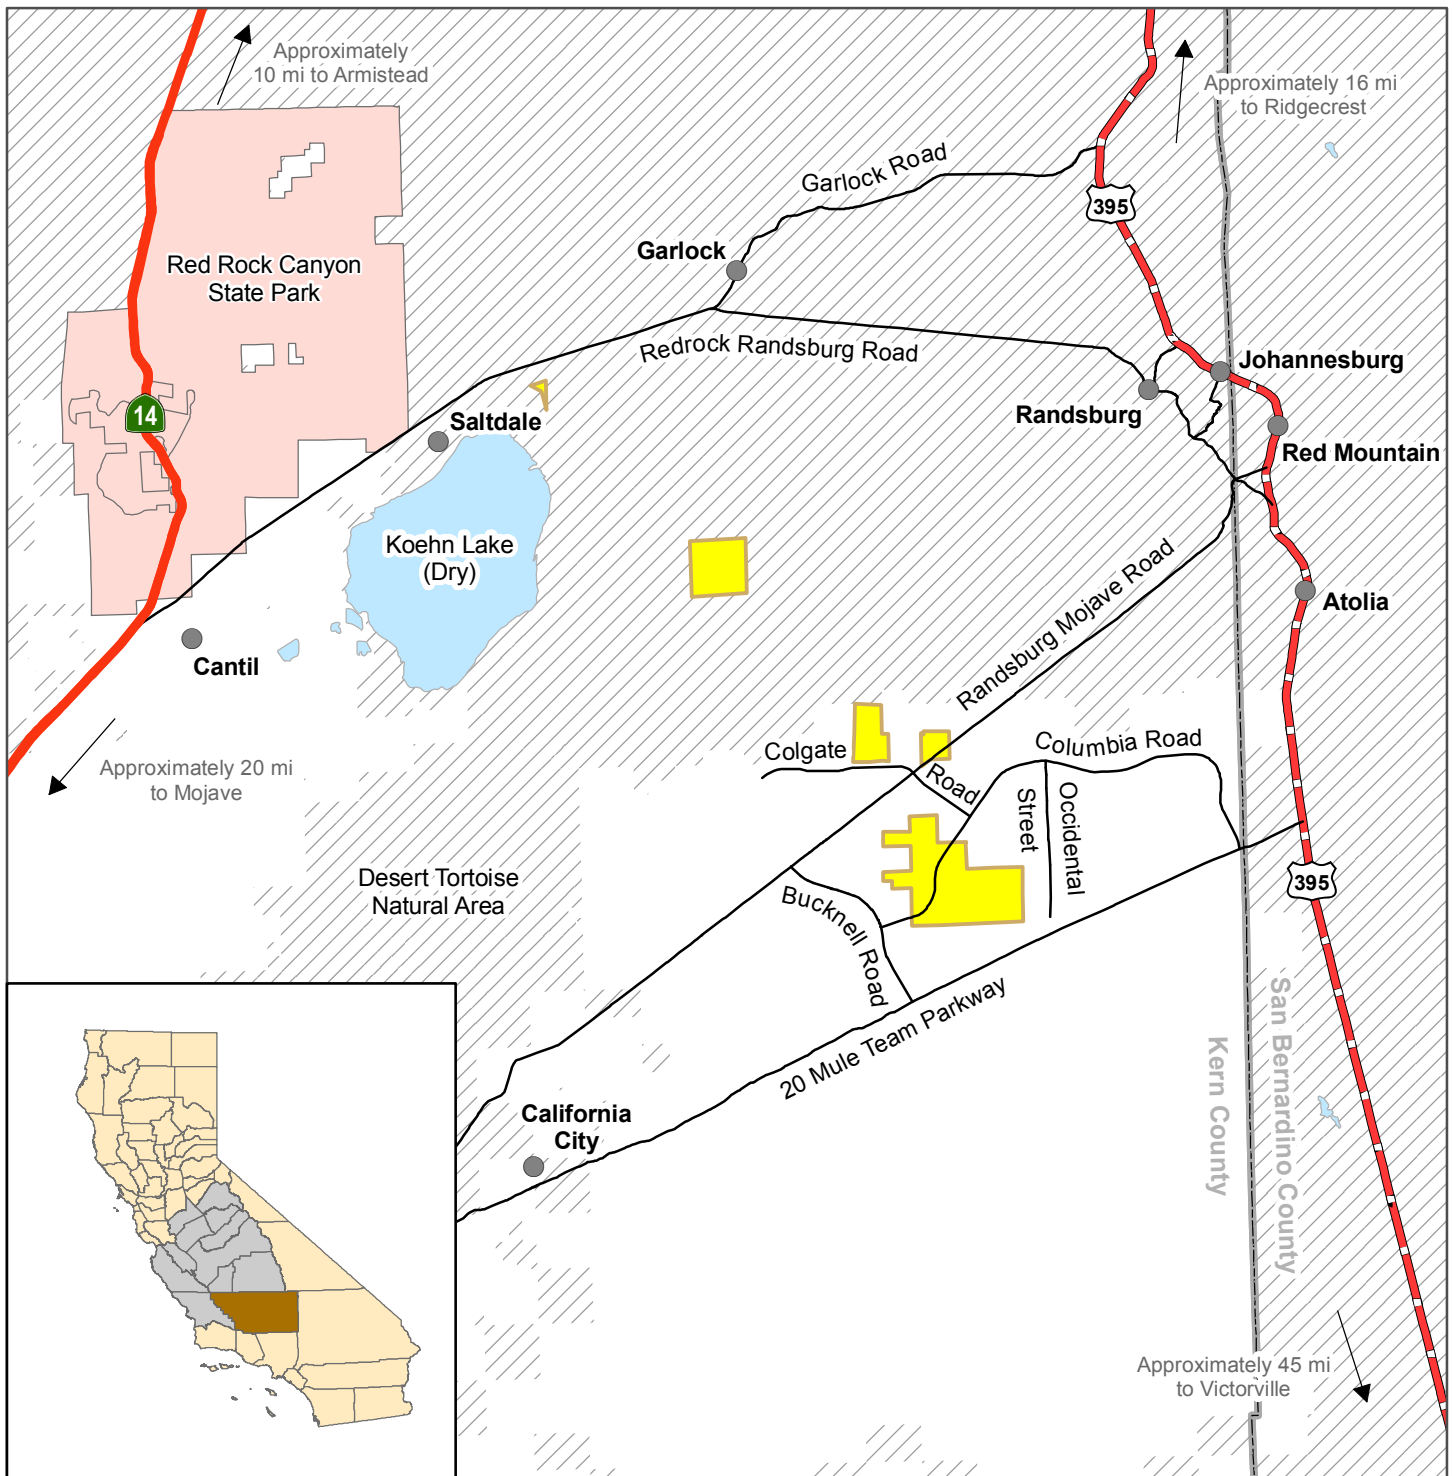 Approximately
10 mi to Armistead
Approximately 16 mi
to Ridgecrest
Garlock Road
395
Garlock
Red Rock Canyon
State Park
Redrock Randsburg Road
Johannesburg
Randsburg
14
Saltdale
Red Mountain
Koehn Lake
(Dry)
Randsburg Mojave Road
Atolia
Cantil
Colgate
Road
Columbia Road
Approximately 20 mi
to Mojave
Street
Occidental
Desert Tortoise
Natural Area
395
Bucknell Road
20 Mule Team Parkway
San Bernardino County
Kern County
California
City
Approximately 45 mi
to Victorville